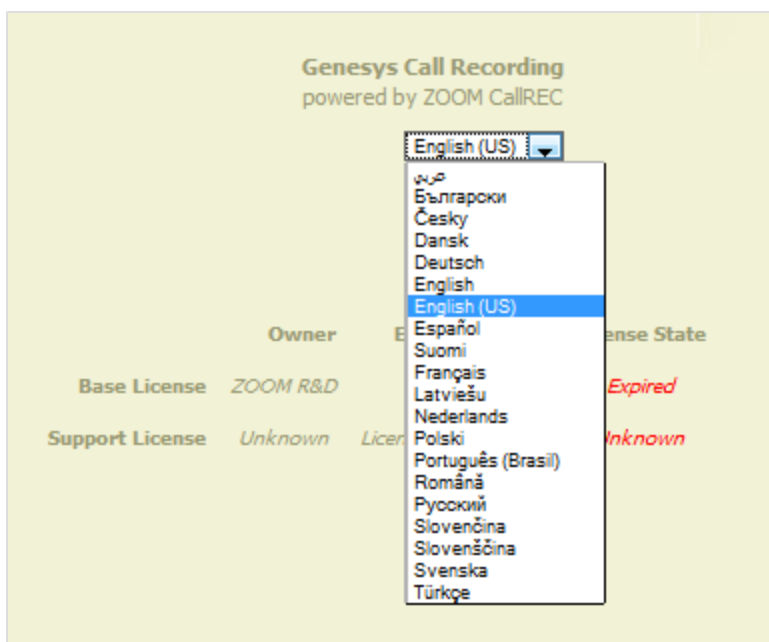 Genesys Call Recording
powered by ZOOM CallREC
English (US)
عربي
Български
Česky
Dansk
Deutsch
English
English (US)
Español
Suomi
Français
Latviešu
Nederlands
Polski
Português (Brasil)
Română
Русский
Slovenčina
Slovenščina
Svenska
Türkçe
Owner
Base License ZOOM R&D Expired
Support License Unknown